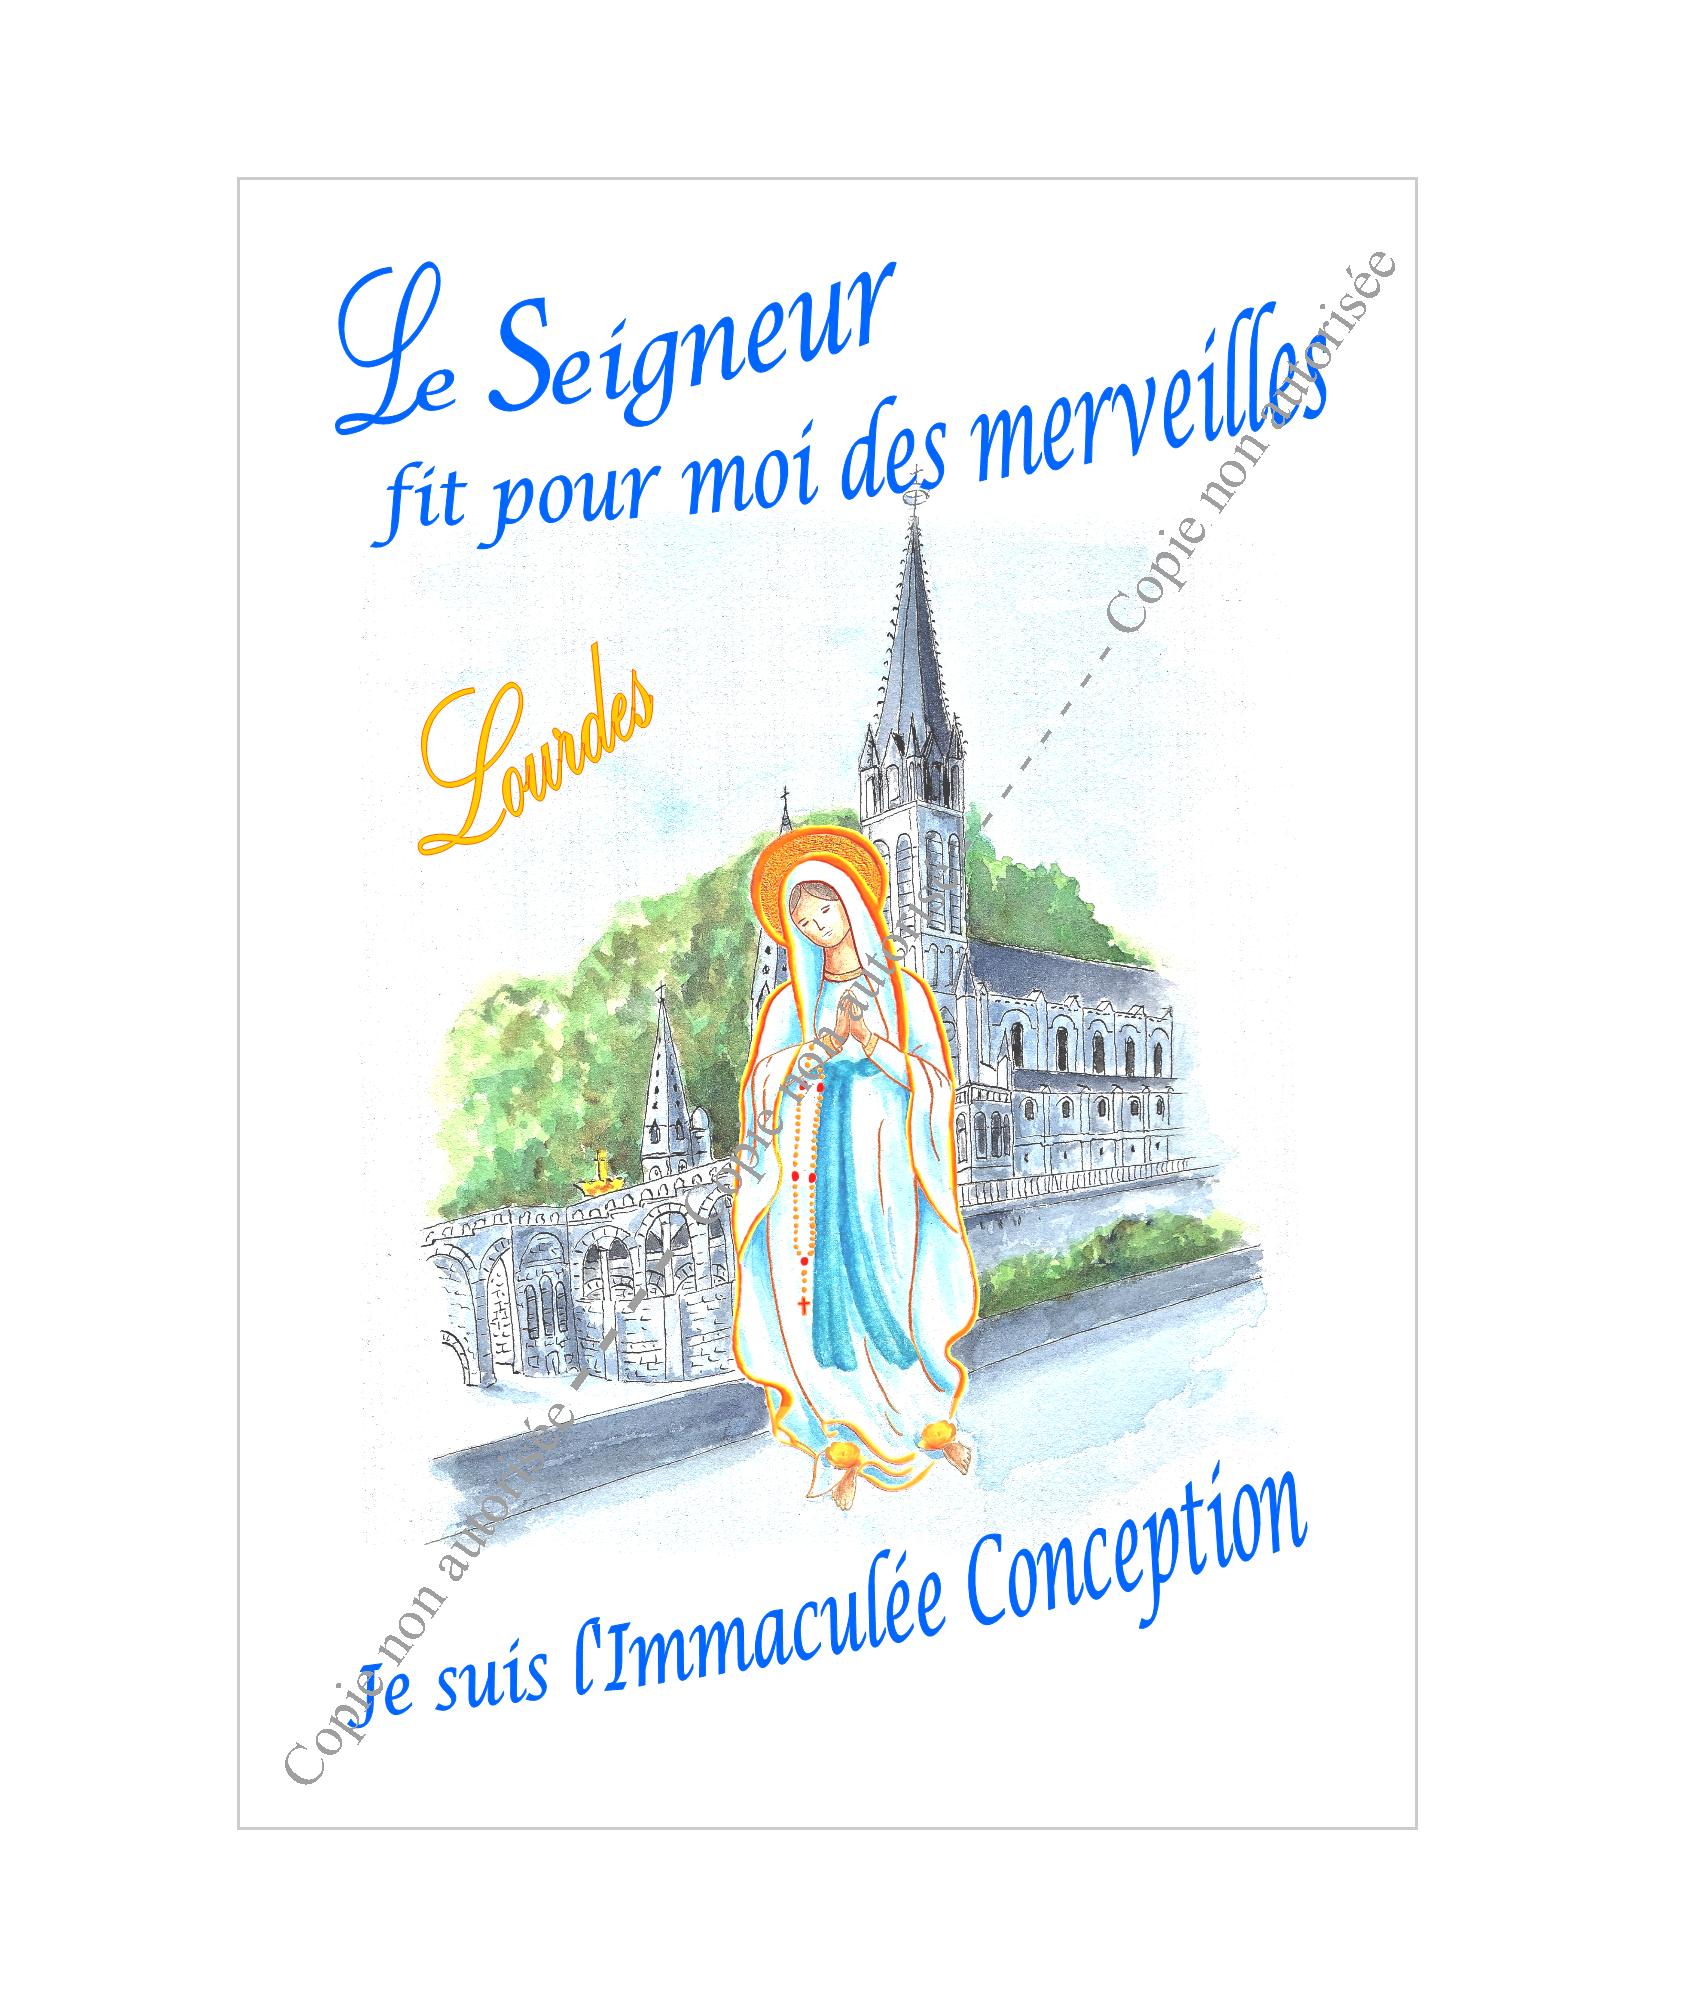 Le Seigneur
fit pour moi des merveilles
Lourdes
Je suis l'Immaculée Conception
Copie non autorisée - - - Copie non autorisée - - - Copie non autorisée